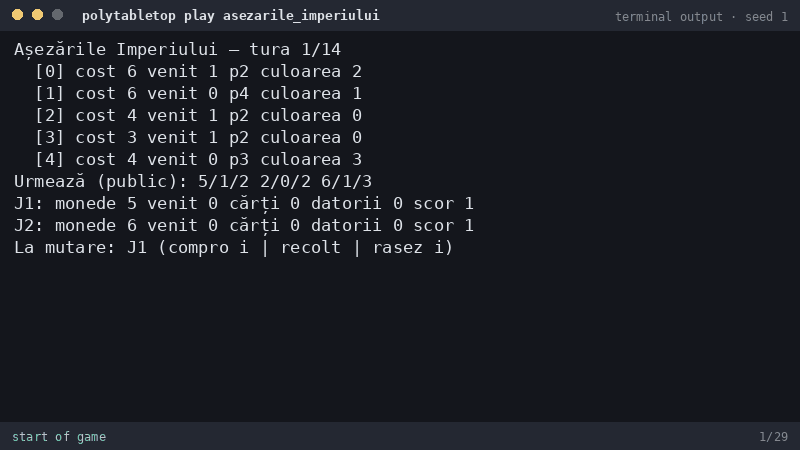 polytabletop play asezarile_imperiului
terminal output · seed 1
Așezările Imperiului — tura 1/14
[0] cost 6 venit 1 p2 culoarea 2
[1] cost 6 venit 0 p4 culoarea 1
[2] cost 4 venit 1 p2 culoarea 0
[3] cost 3 venit 1 p2 culoarea 0
[4] cost 4 venit 0 p3 culoarea 3
Urmează (public): 5/1/2 2/0/2 6/1/3
J1: monede 5 venit 0 cărți 0 datorii 0 scor 1
J2: monede 6 venit 0 cărți 0 datorii 0 scor 1
La mutare: J1 (compro i | recolt | rasez i)
start of game
1/29